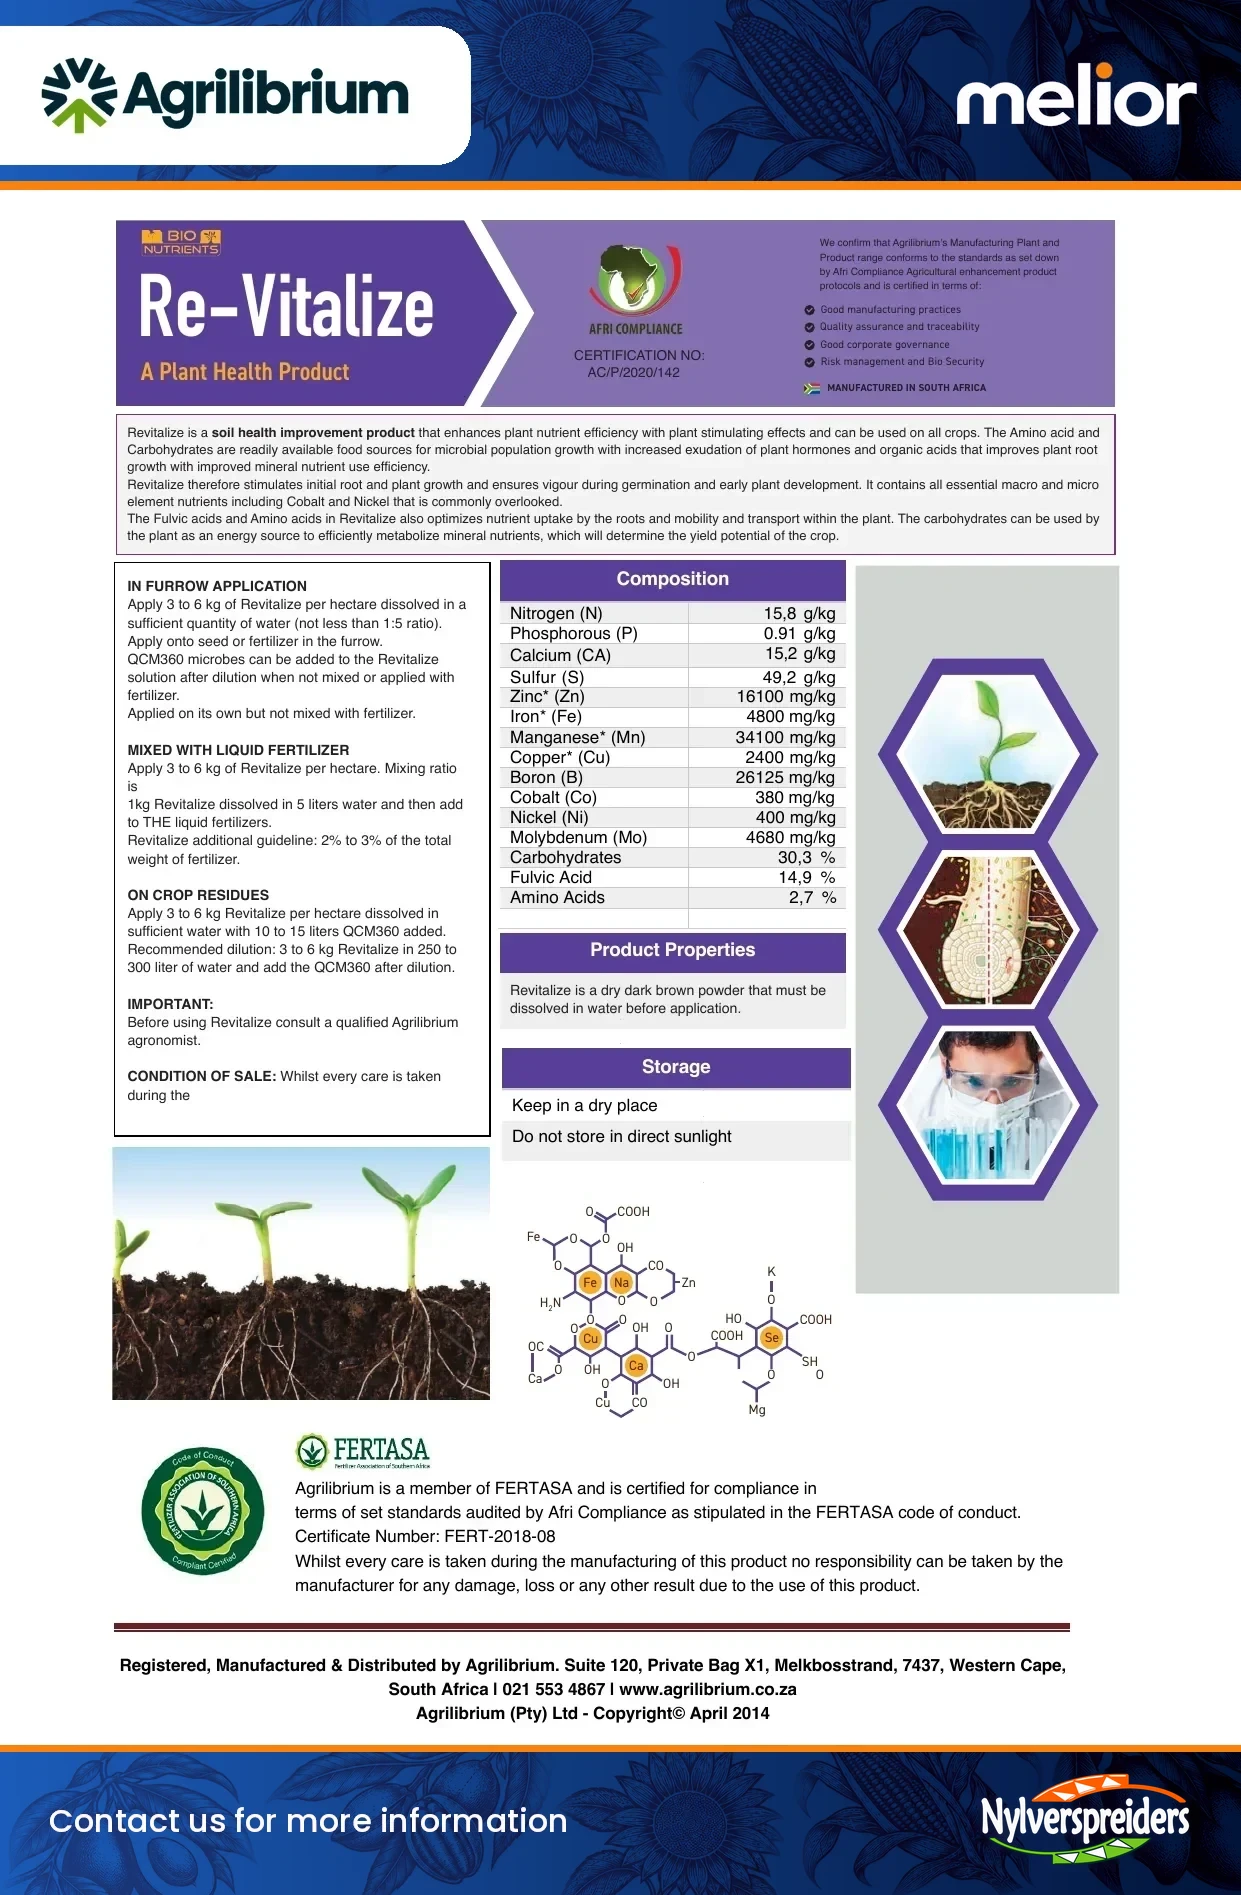 Agrilibrium
melior
BIO
NUTRIENTS
Re-Vitalize
A Plant Health Product
AFRI COMPLIANCE
CERTIFICATION NO:
AC/P/2020/142
We confirm that Agrilibrium's Manufacturing Plant and
Product range conforms to the standards as set down
by Afri Compliance Agricultural enhancement product
protocols and is certified in terms of:
Good manufacturing practices
Quality assurance and traceability
Good corporate governance
Risk management and Bio Security
MANUFACTURED IN SOUTH AFRICA
Revitalize is a soil health improvement product that enhances plant nutrient efficiency with plant stimulating effects and can be used on all crops. The Amino acid and
Carbohydrates are readily available food sources for microbial population growth with increased exudation of plant hormones and organic acids that improves plant root
growth with improved mineral nutrient use efficiency.
Revitalize therefore stimulates initial root and plant growth and ensures vigour during germination and early plant development. It contains all essential macro and micro
element nutrients including Cobalt and Nickel that is commonly overlooked.
The Fulvic acids and Amino acids in Revitalize also optimizes nutrient uptake by the roots and mobility and transport within the plant. The carbohydrates can be used by
the plant as an energy source to efficiently metabolize mineral nutrients, which will determine the yield potential of the crop.
IN FURROW APPLICATION
Apply 3 to 6 kg of Revitalize per hectare dissolved in a
sufficient quantity of water (not less than 1:5 ratio).
Apply onto seed or fertilizer in the furrow.
QCM360 microbes can be added to the Revitalize
solution after dilution when not mixed or applied with
fertilizer.
Applied on its own but not mixed with fertilizer.
MIXED WITH LIQUID FERTILIZER
Apply 3 to 6 kg of Revitalize per hectare. Mixing ratio
is
1kg Revitalize dissolved in 5 liters water and then add
to THE liquid fertilizers.
Revitalize additional guideline: 2% to 3% of the total
weight of fertilizer.
ON CROP RESIDUES
Apply 3 to 6 kg Revitalize per hectare dissolved in
sufficient water with 10 to 15 liters QCM360 added.
Recommended dilution: 3 to 6 kg Revitalize in 250 to
300 liter of water and add the QCM360 after dilution.
IMPORTANT:
Before using Revitalize consult a qualified Agrilibrium
agronomist.
CONDITION OF SALE: Whilst every care is taken
during the
Composition
Nitrogen (N) 15,8 g/kg
Phosphorous (P) 0.91 g/kg
Calcium (CA) 15,2 g/kg
Sulfur (S) 49,2 g/kg
Zinc* (Zn) 16100 mg/kg
Iron* (Fe) 4800 mg/kg
Manganese* (Mn) 34100 mg/kg
Copper* (Cu) 2400 mg/kg
Boron (B) 26125 mg/kg
Cobalt (Co) 380 mg/kg
Nickel (Ni) 400 mg/kg
Molybdenum (Mo) 4680 mg/kg
Carbohydrates 30,3 %
Fulvic Acid 14,9 %
Amino Acids 2,7 %
Product Properties
Revitalize is a dry dark brown powder that must be
dissolved in water before application.
Storage
Keep in a dry place
Do not store in direct sunlight
O COOH
Fe O O
OH
O CO
Fe Na Zn
H2N O O
O O
O OH O
Cu
OC
O OH Ca O
Ca O OH
Cu CO
K
O
HO COOH
COOH Se
SH
O O
Mg
Code of Conduct
FERTILIZER ASSOCIATION OF SOUTHERN AFRICA
Compliant Certified
FERTASA
Fertilizer Association of Southern Africa
Agrilibrium is a member of FERTASA and is certified for compliance in
terms of set standards audited by Afri Compliance as stipulated in the FERTASA code of conduct.
Certificate Number: FERT-2018-08
Whilst every care is taken during the manufacturing of this product no responsibility can be taken by the
manufacturer for any damage, loss or any other result due to the use of this product.
Registered, Manufactured & Distributed by Agrilibrium. Suite 120, Private Bag X1, Melkbosstrand, 7437, Western Cape,
South Africa | 021 553 4867 | www.agrilibrium.co.za
Agrilibrium (Pty) Ltd - Copyright© April 2014
Contact us for more information
Nylverspreiders